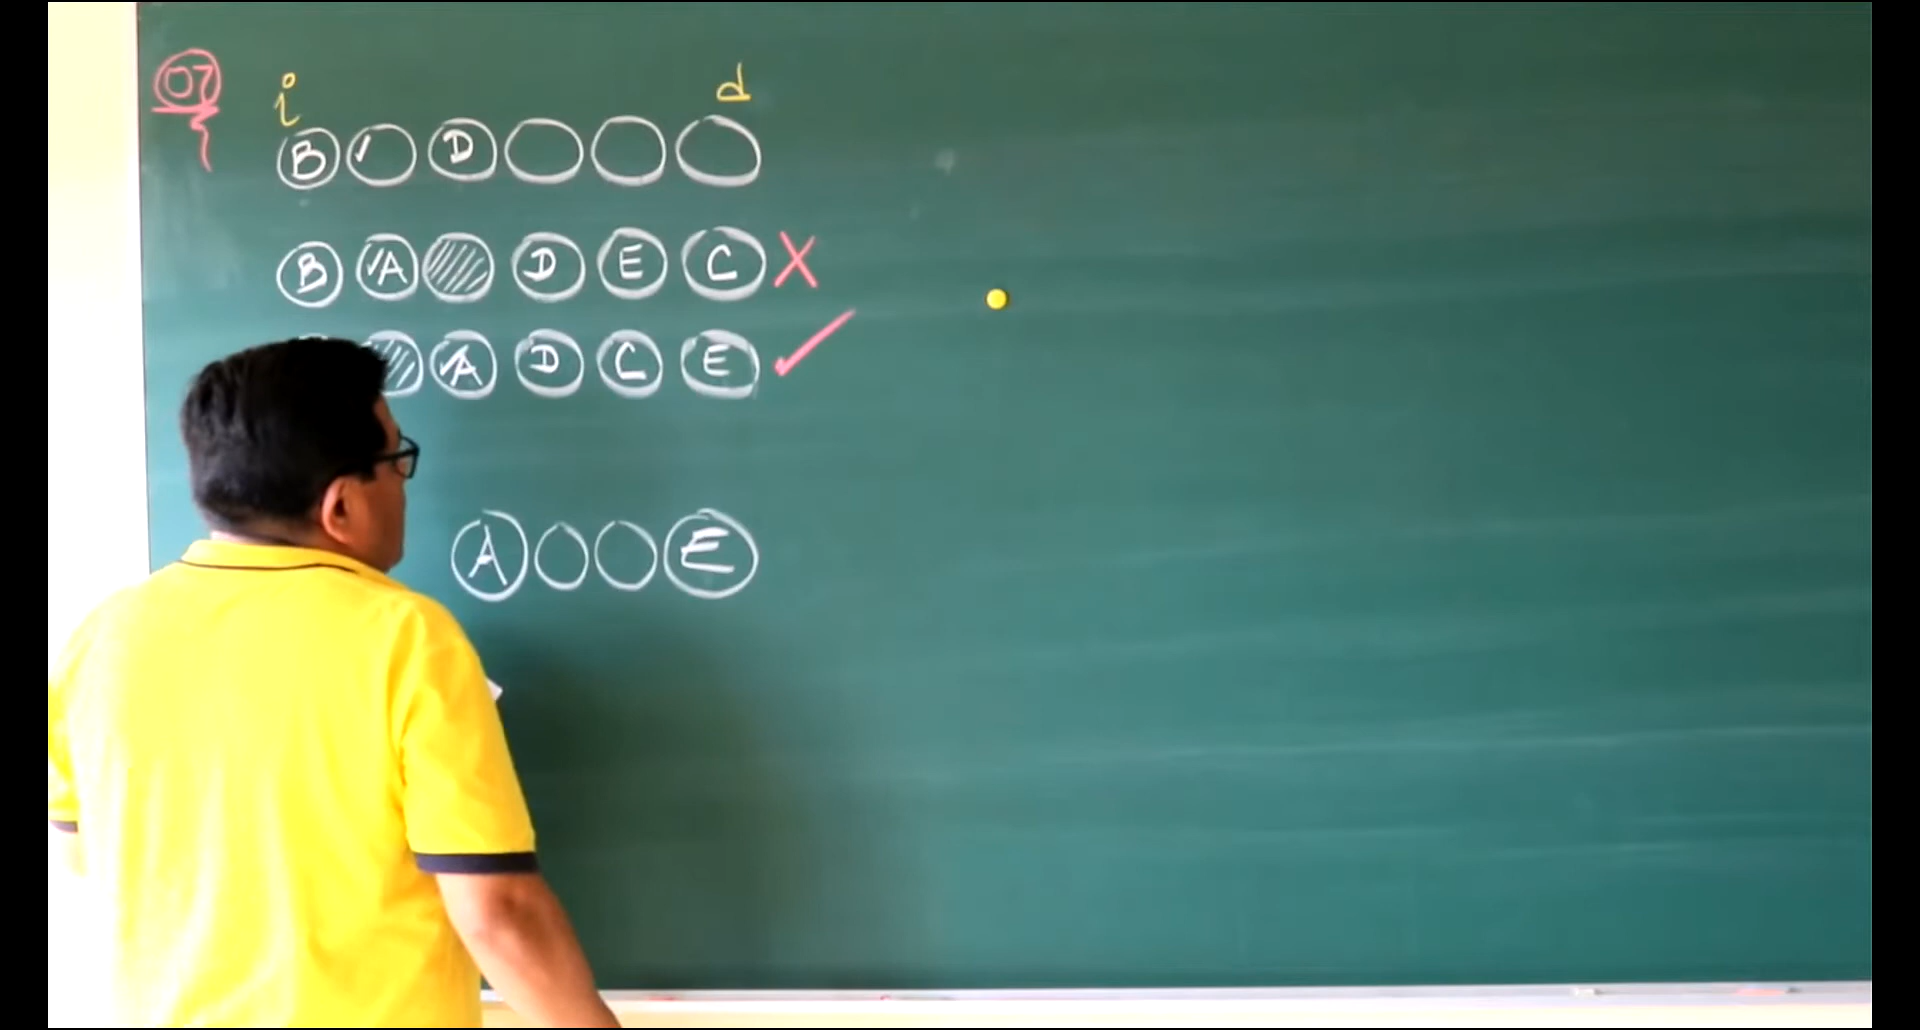 07
i d
B ✓ D
B ✓A D E C X
✓A D C E ✓
A E